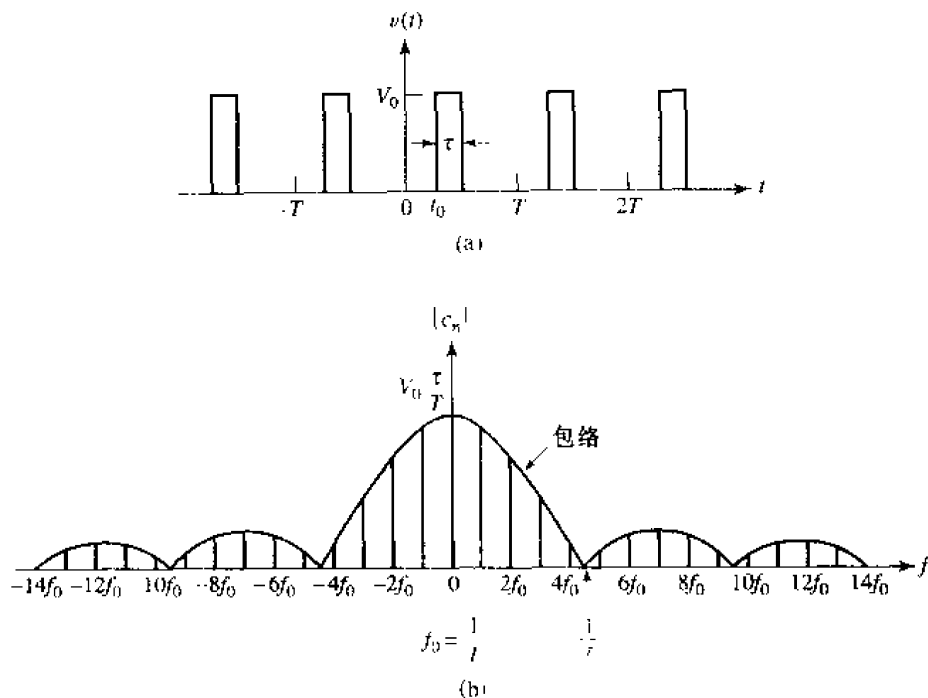 v(t)
V₀
τ
-T 0 t₀ T 2T t
(a)
|cₙ|
V₀ τ/T
包络
-14f₀ -12f₀ 10f₀ -8f₀ -6f₀ -4f₀ -2f₀ 0 2f₀ 4f₀ 6f₀ 8f₀ 10f₀ 12f₀ 14f₀ f
f₀ = 1/
(b)